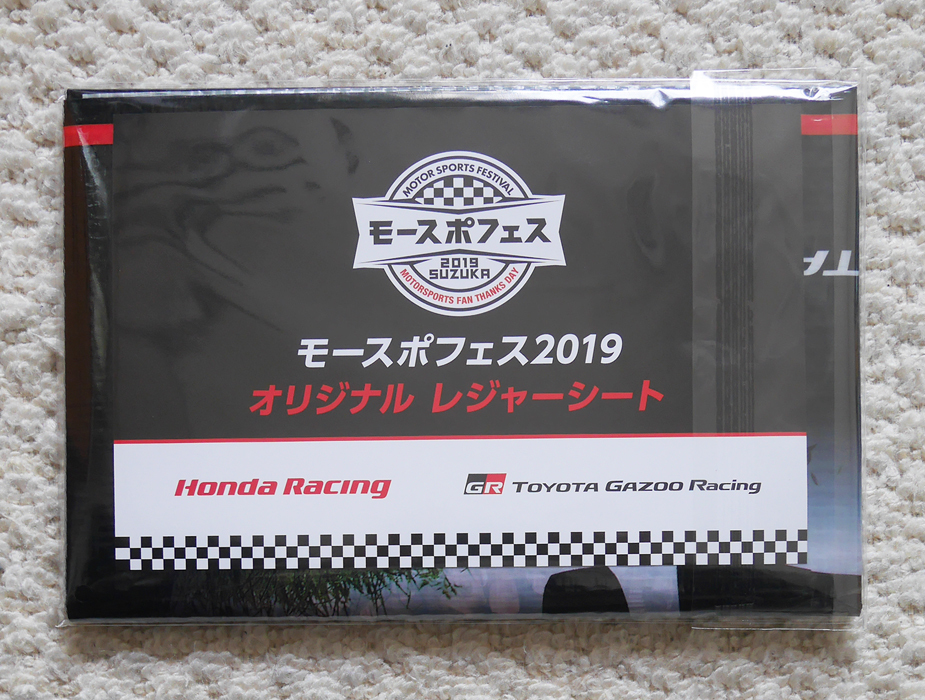 MOTOR SPORTS FESTIVAL
モースポフェス
2019
SUZUKA
MOTORSPORTS FAN THANKS DAY
モースポフェス2019
オリジナル レジャーシート
Honda Racing
GR TOYOTA GAZOO Racing